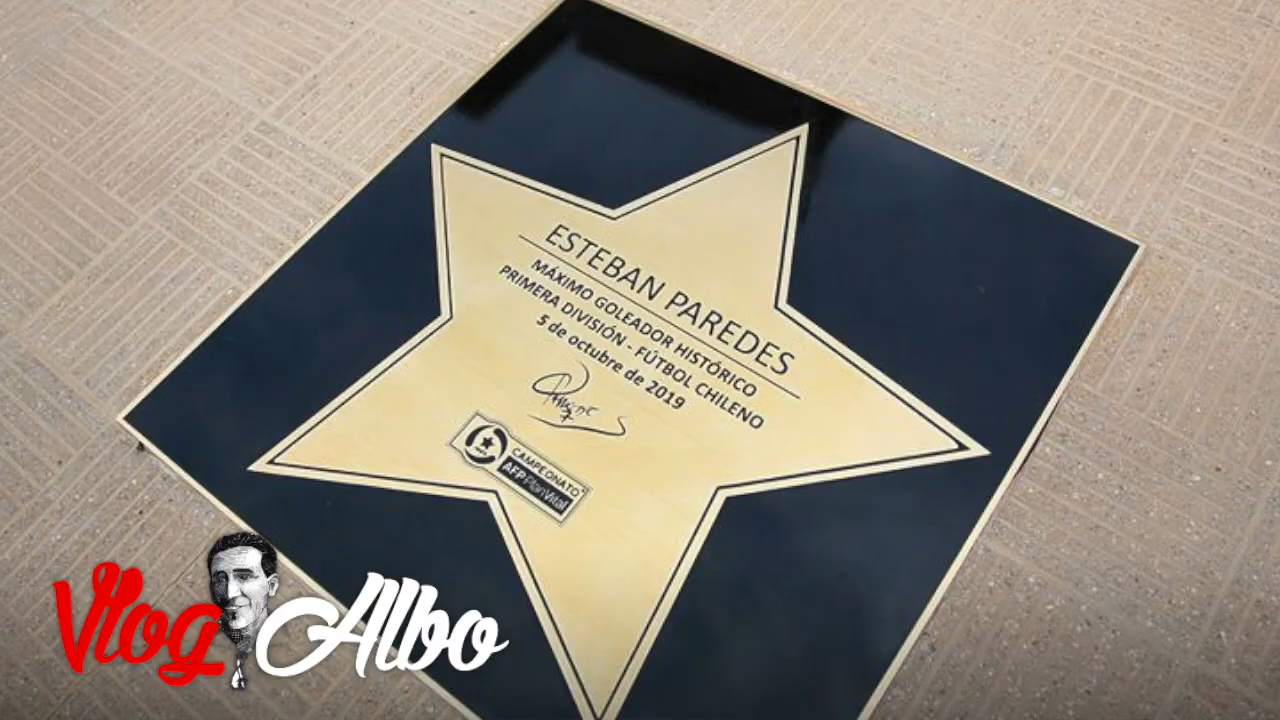 ESTEBAN PAREDES
MÁXIMO GOLEADOR HISTÓRICO
PRIMERA DIVISIÓN - FÚTBOL CHILENO
5 de octubre de 2019
CAMPEONATO
AFP PlanVital
Vlog Albo